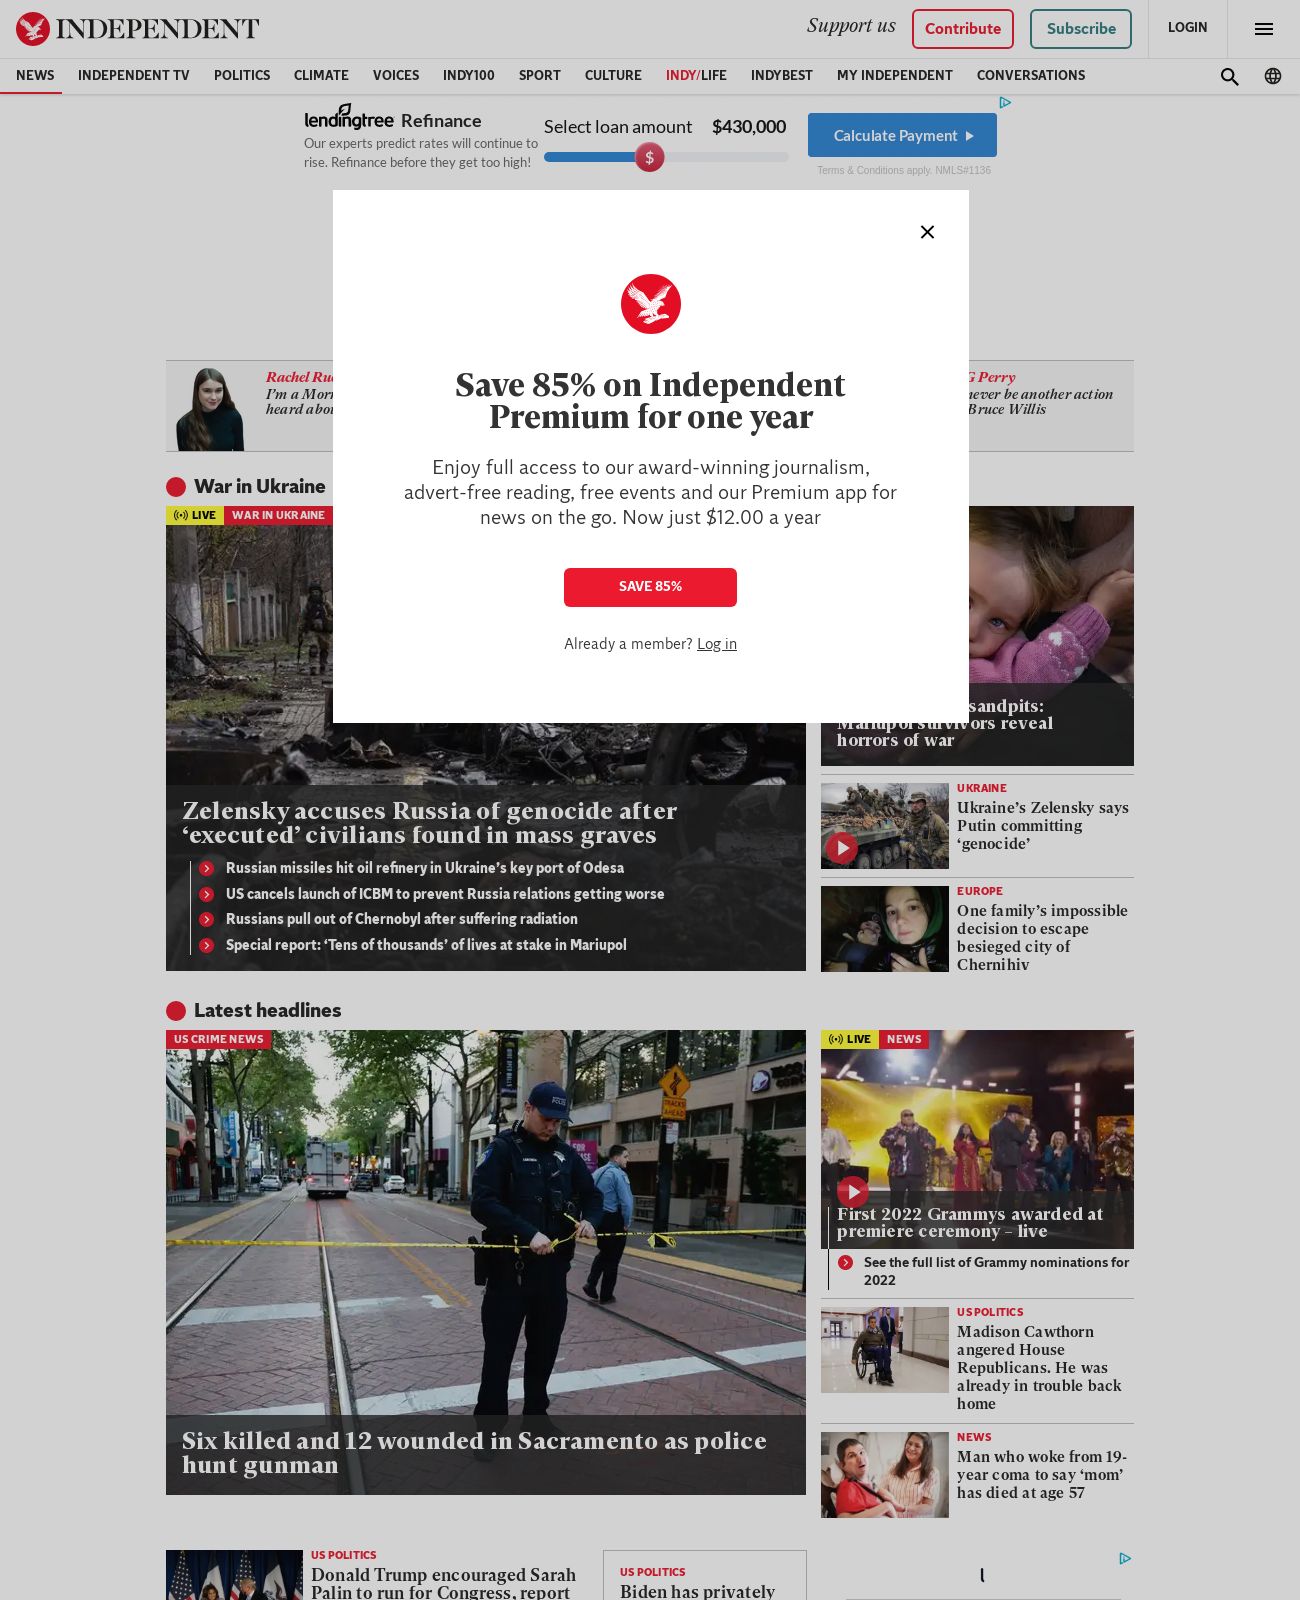 INDEPENDENT
Support us
Contribute
Subscribe
LOGIN
NEWS
INDEPENDENT TV
POLITICS
CLIMATE
VOICES
INDY100
SPORT
CULTURE
INDY/LIFE
INDYBEST
MY INDEPENDENT
CONVERSATIONS
lendingtree Refinance
Our experts predict rates will continue to
rise. Refinance before they get too high!
Select loan amount $430,000
$
Calculate Payment
Terms & Conditions apply. NMLS#1136
Save 85% on Independent
Premium for one year
Enjoy full access to our award-winning journalism,
advert-free reading, free events and our Premium app for
news on the go. Now just $12.00 a year
SAVE 85%
Already a member? Log in
Rachel
I'm a
heard
Perry
never be another action
Bruce Willis
War in Ukraine
LIVE WAR IN UKRAINE
Zelensky accuses Russia of genocide after
‘executed’ civilians found in mass graves
Russian missiles hit oil refinery in Ukraine’s key port of Odesa
US cancels launch of ICBM to prevent Russia relations getting worse
Russians pull out of Chernobyl after suffering radiation
Special report: ‘Tens of thousands’ of lives at stake in Mariupol
sandpits:
Mariupol survivors reveal
horrors of war
UKRAINE
Ukraine’s Zelensky says
Putin committing
‘genocide’
EUROPE
One family’s impossible
decision to escape
besieged city of
Chernihiv
Latest headlines
US CRIME NEWS
TRACKS
AHEAD
Six killed and 12 wounded in Sacramento as police
hunt gunman
LIVE NEWS
First 2022 Grammys awarded at
premiere ceremony – live
See the full list of Grammy nominations for
2022
US POLITICS
Madison Cawthorn
angered House
Republicans. He was
already in trouble back
home
NEWS
Man who woke from 19-
year coma to say ‘mom’
has died at age 57
US POLITICS
Donald Trump encouraged Sarah
Palin to run for Congress, report
US POLITICS
Biden has privately